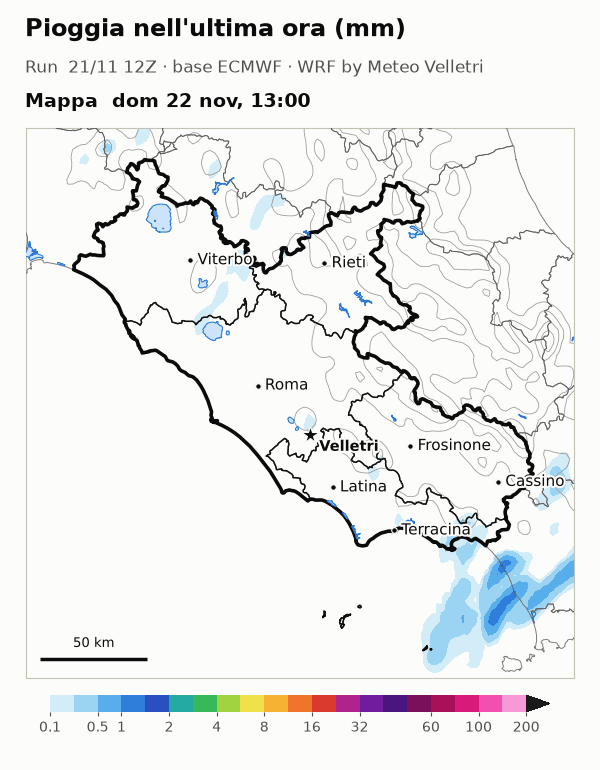 Pioggia nell'ultima ora (mm)
Run  21/11 12Z · base ECMWF · WRF by Meteo Velletri
Mappa  dom 22 nov, 13:00
Viterbo
Rieti
Roma
Velletri
Frosinone
Latina
Cassino
Terracina
50 km
0.1 0.5 1 2 4 8 16 32 60 100 200